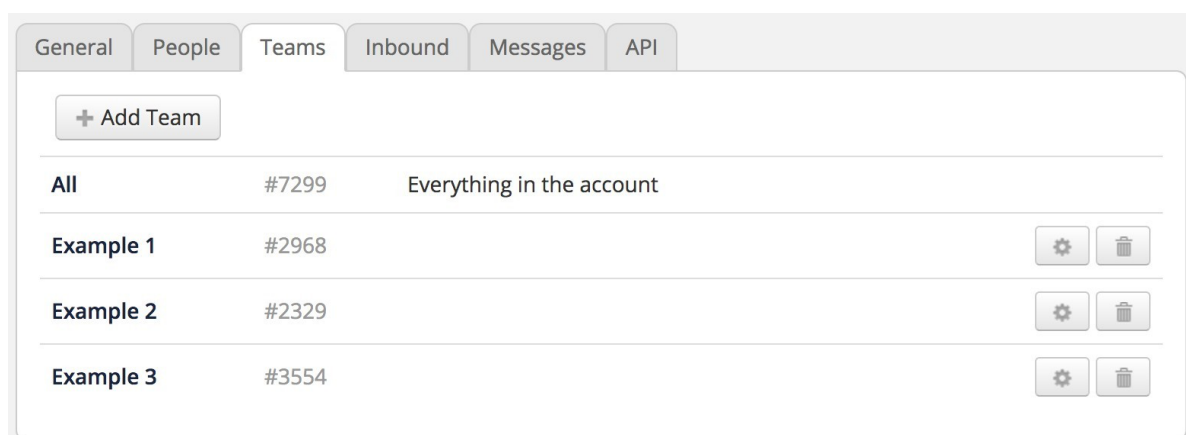 General People Teams Inbound Messages API
Add Team
All #7299 Everything in the account
Example 1 #2968
Example 2 #2329
Example 3 #3554